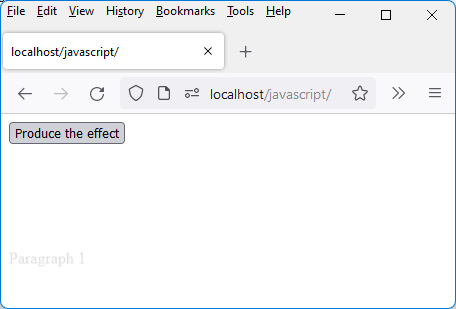 File Edit View History Bookmarks Tools Help
localhost/javascript/
localhost/javascript/
Produce the effect
Paragraph 1